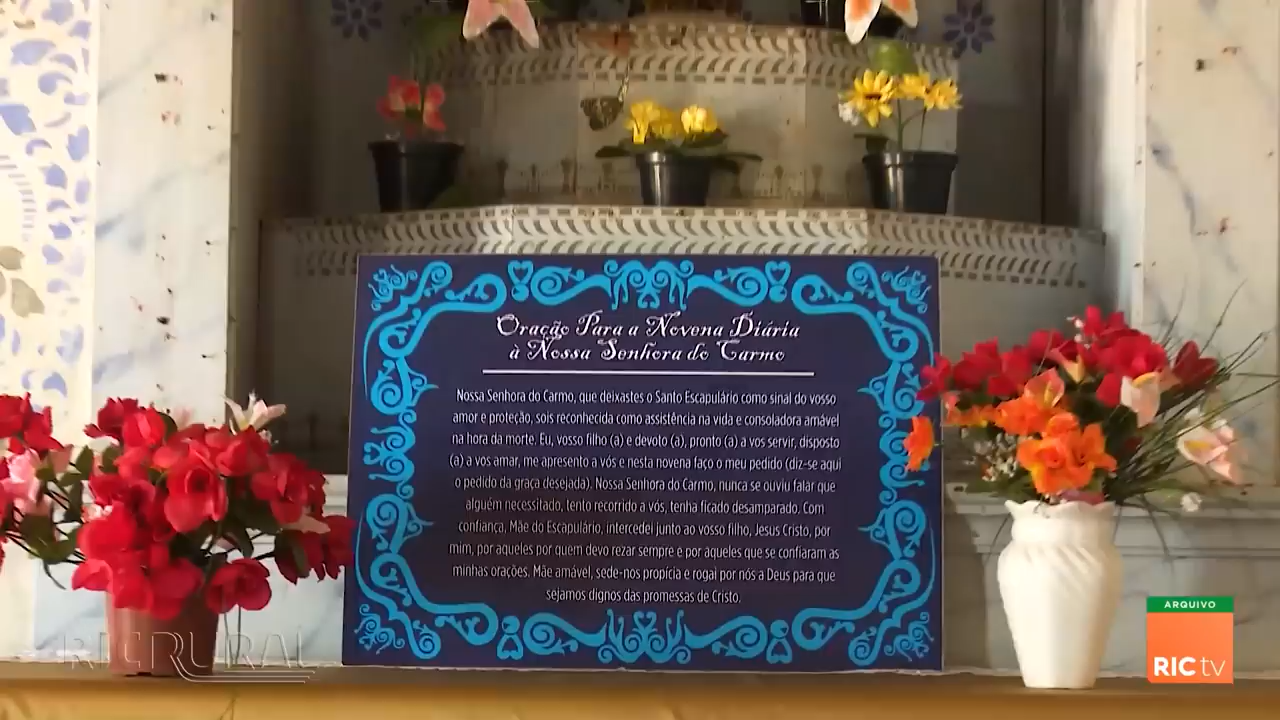 Oração Para a Novena Diária
à Nossa Senhora do Carmo
Nossa Senhora do Carmo, que deixastes o Santo Escapulário como sinal do vosso
amor e proteção, sois reconhecida como assistência na vida e consoladora amável
na hora da morte. Eu, vosso filho (a) e devoto (a), pronto (a) a vos servir, disposto
(a) a vos amar, me apresento a vós e nesta novena faço o meu pedido (diz-se aqui
o pedido da graça desejada). Nossa Senhora do Carmo, nunca se ouviu falar que
alguém necessitado, tento recorrido a vós, tenha ficado desamparado. Com
confiança, Mãe do Escapulário, intercedei junto ao vosso filho, Jesus Cristo, por
mim, por aqueles por quem devo rezar sempre e por aqueles que se confiaram as
minhas orações. Mãe amável, sede-nos propícia e rogai por nós a Deus para que
sejamos dignos das promessas de Cristo.
RIC RURAL
ARQUIVO
RIC tv